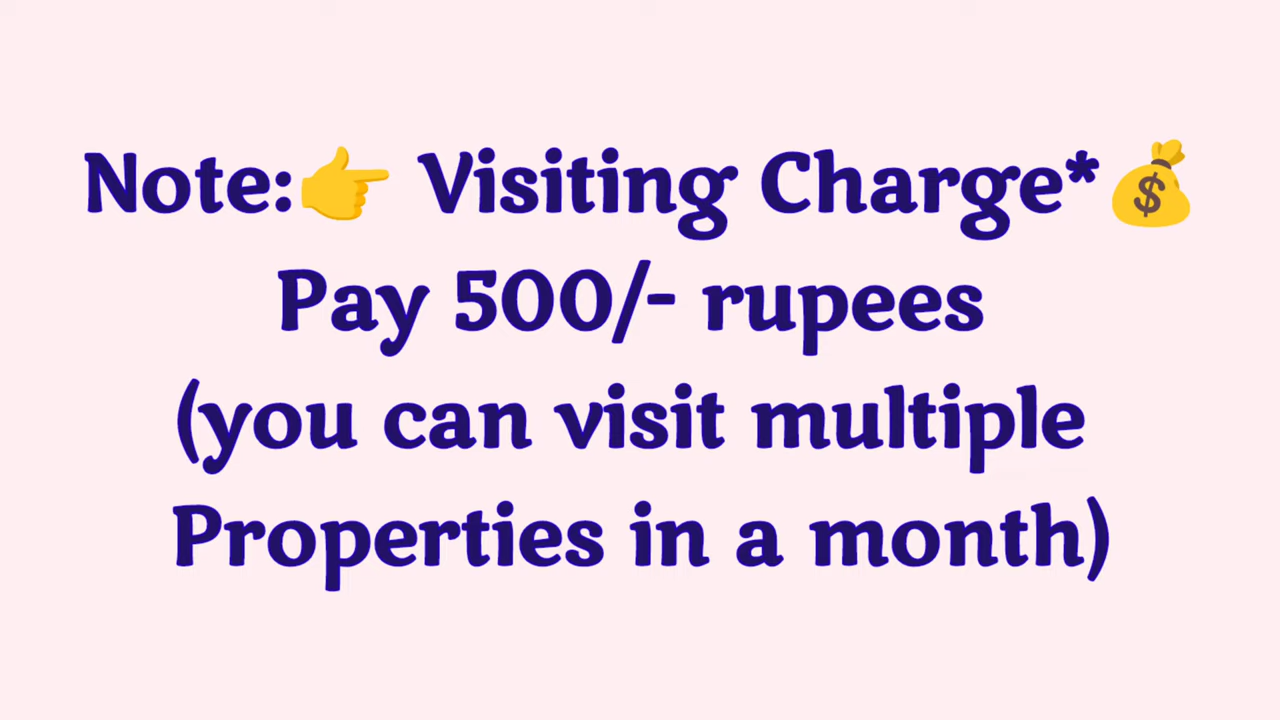 Note:👉 Visiting Charge*💰
Pay 500/- rupees
(you can visit multiple
Properties in a month)